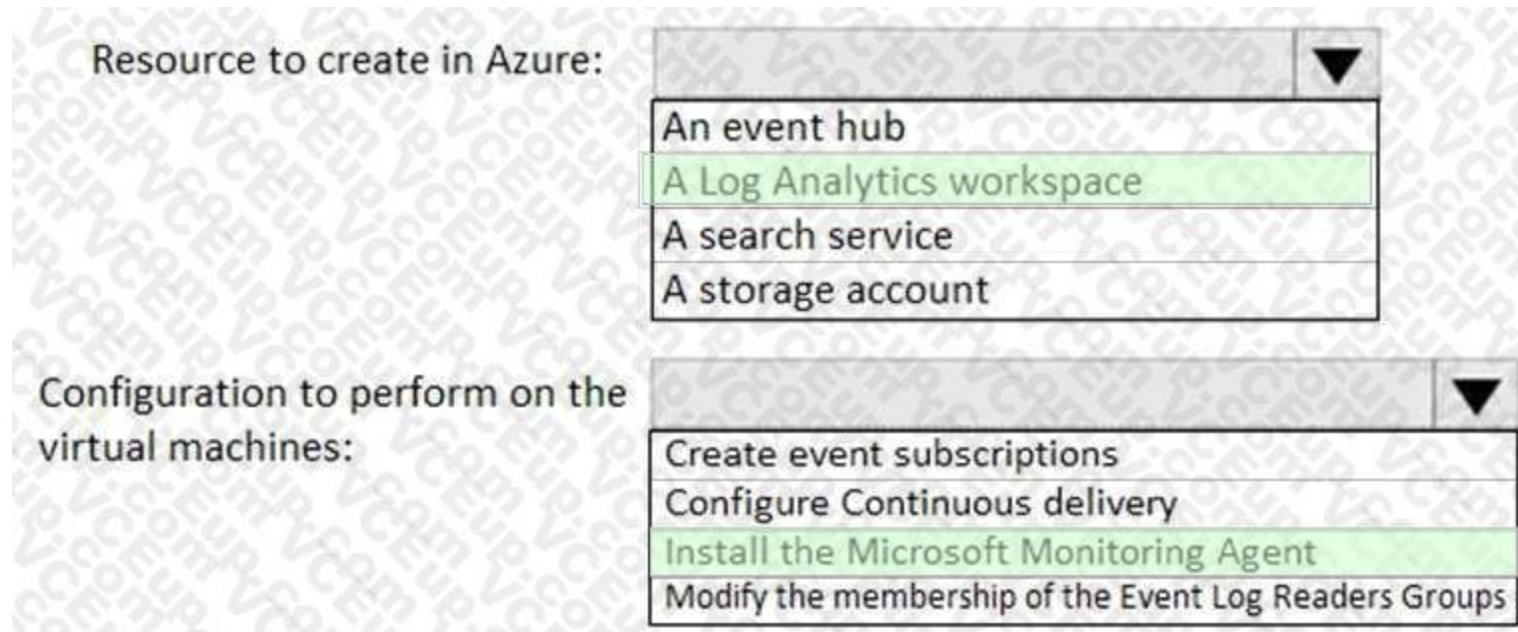 Resource to create in Azure:
An event hub
A Log Analytics workspace
A search service
A storage account
Configuration to perform on the
virtual machines:
Create event subscriptions
Configure Continuous delivery
Install the Microsoft Monitoring Agent
Modify the membership of the Event Log Readers Groups